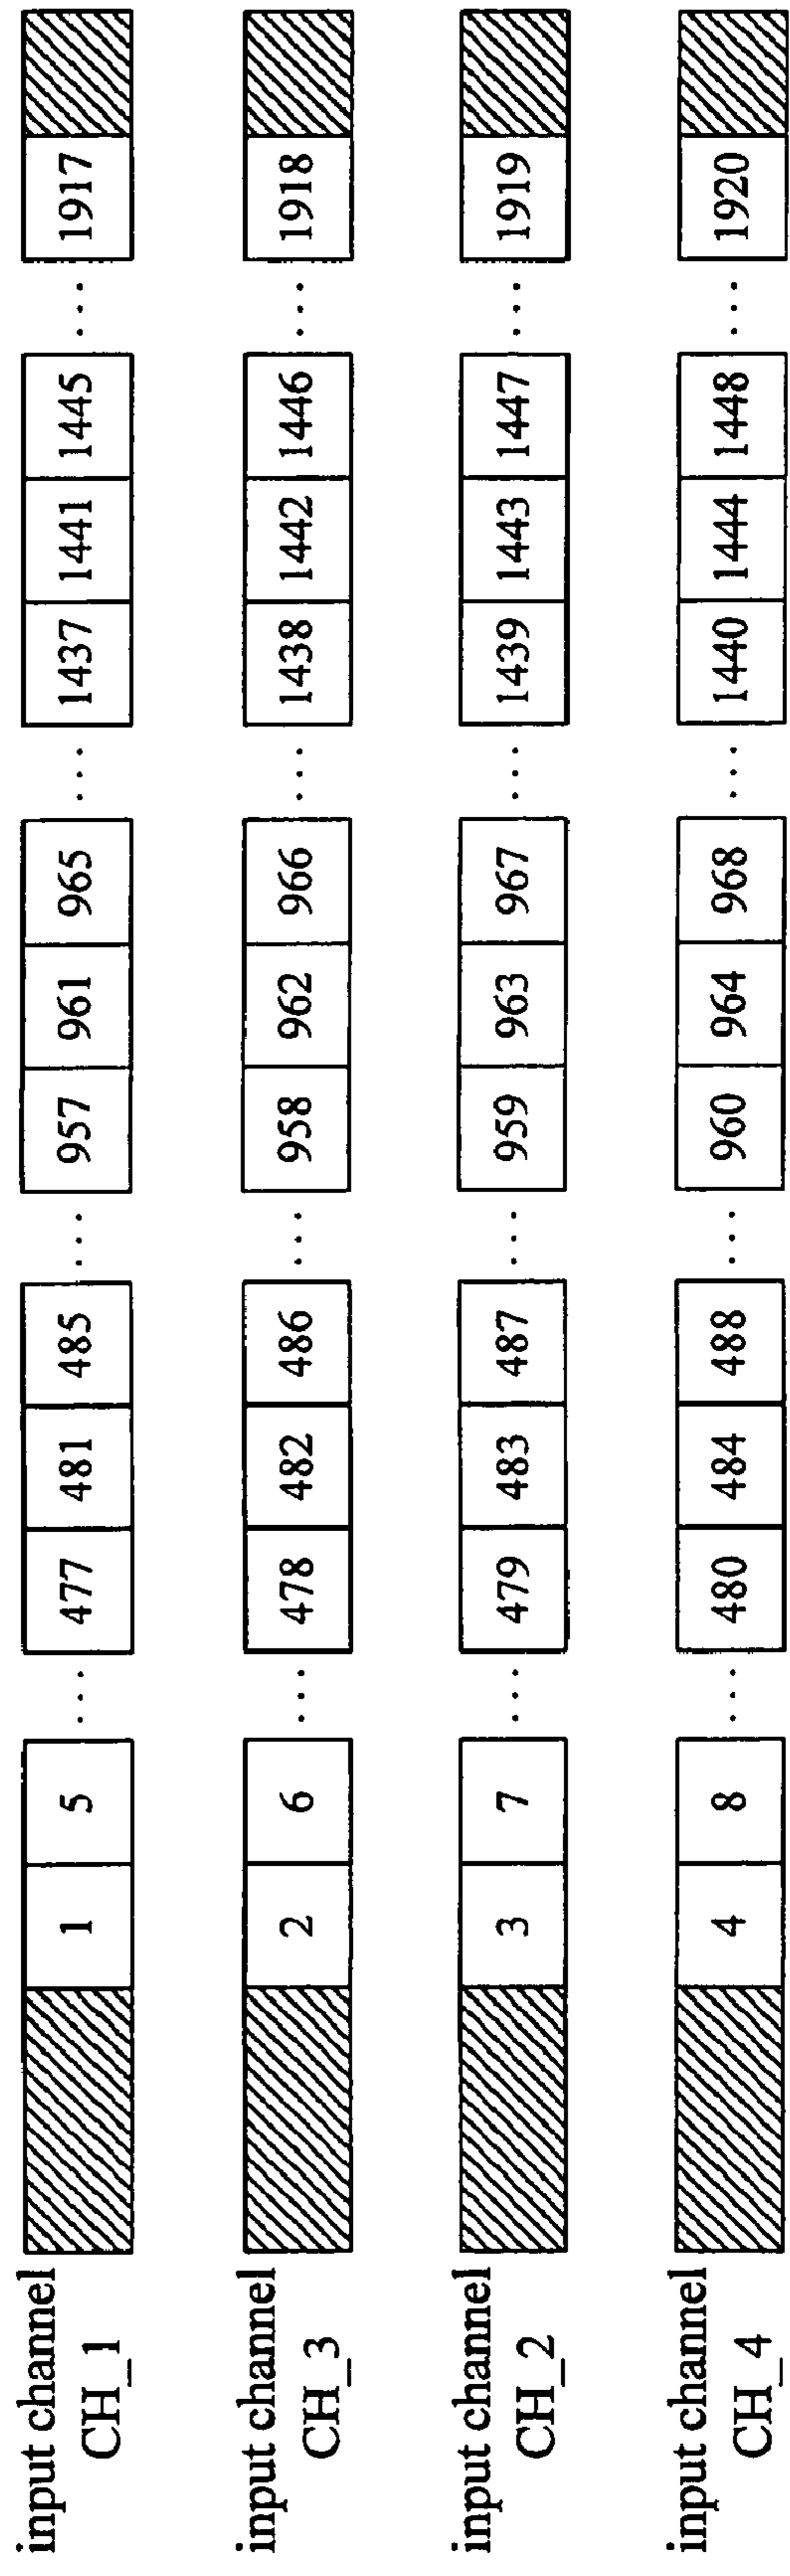 input channel
CH_1
1 5 ... 477 481 485 ... 957 961 965 ... 1437 1441 1445 ... 1917
input channel
CH_3
2 6 ... 478 482 486 ... 958 962 966 ... 1438 1442 1446 ... 1918
input channel
CH_2
3 7 ... 479 483 487 ... 959 963 967 ... 1439 1443 1447 ... 1919
input channel
CH_4
4 8 ... 480 484 488 ... 960 964 968 ... 1440 1444 1448 ... 1920